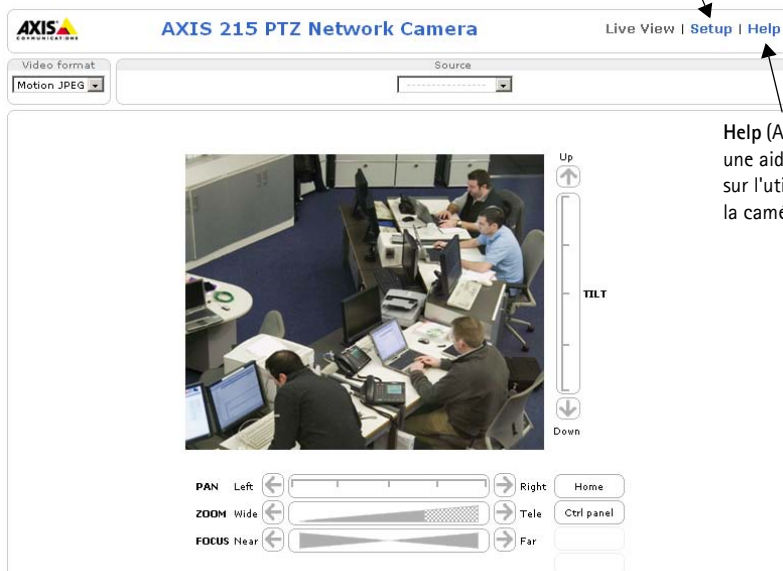 AXIS
COMMUNICATIONS
AXIS 215 PTZ Network Camera
Live View | Setup | Help
Video format
Source
Motion JPEG
Help (A
une aid
sur l'uti
la camé
Up
TILT
Down
PAN Left Right Home
ZOOM Wide Tele Ctrl panel
FOCUS Near Far